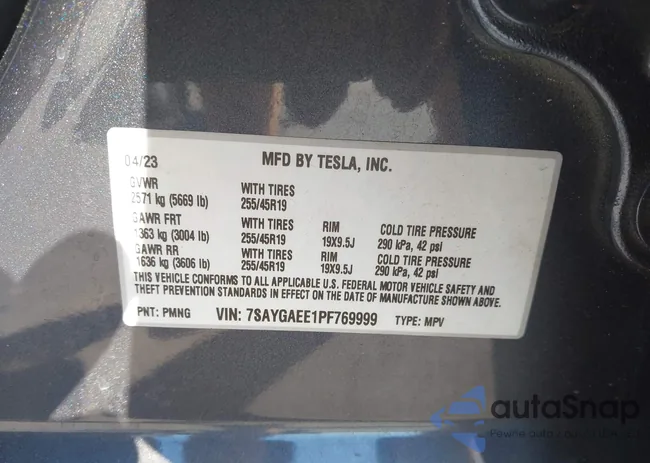 04/23 MFD BY TESLA, INC.
GVWR WITH TIRES
2571 kg (5669 lb) 255/45R19
GAWR FRT WITH TIRES RIM COLD TIRE PRESSURE
1363 kg (3004 lb) 255/45R19 19X9.5J 290 kPa, 42 psi
GAWR RR WITH TIRES RIM COLD TIRE PRESSURE
1636 kg (3606 lb) 255/45R19 19X9.5J 290 kPa, 42 psi
THIS VEHICLE CONFORMS TO ALL APPLICABLE U.S. FEDERAL MOTOR VEHICLE SAFETY AND
THEFT PREVENTION STANDARDS IN EFFECT ON THE DATE OF MANUFACTURE SHOWN ABOVE.
PNT: PMNG VIN: 7SAYGAEE1PF769999 TYPE: MPV
autaSnap
Pewne auta z